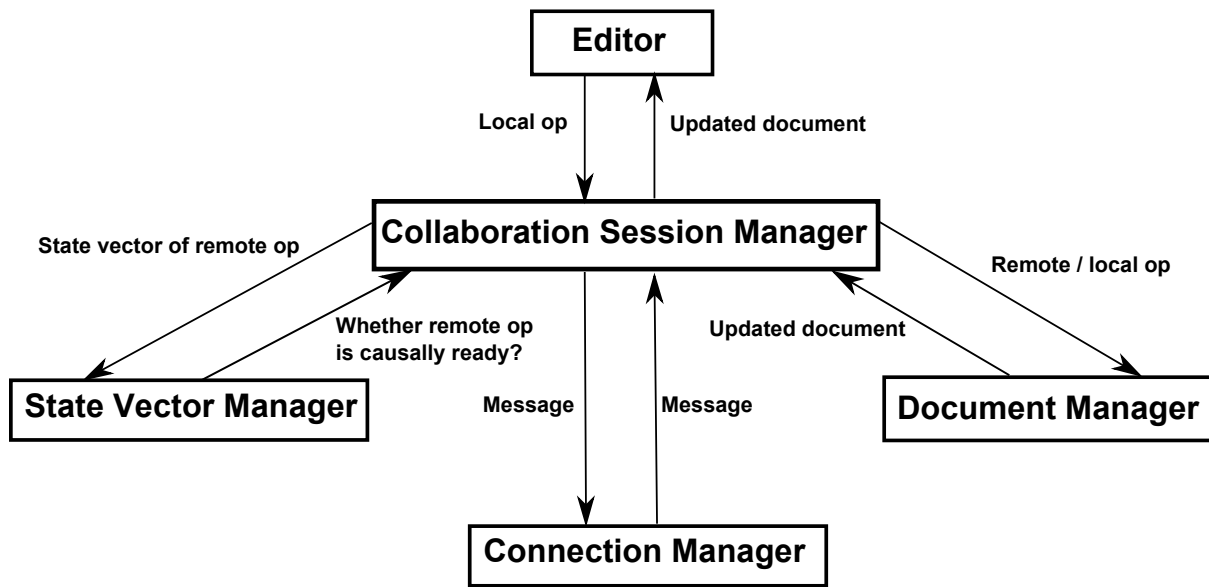 Editor
Local op
Updated document
Collaboration Session Manager
State vector of remote op
Remote / local op
Whether remote op
is causally ready?
Updated document
State Vector Manager
Message
Message
Document Manager
Connection Manager